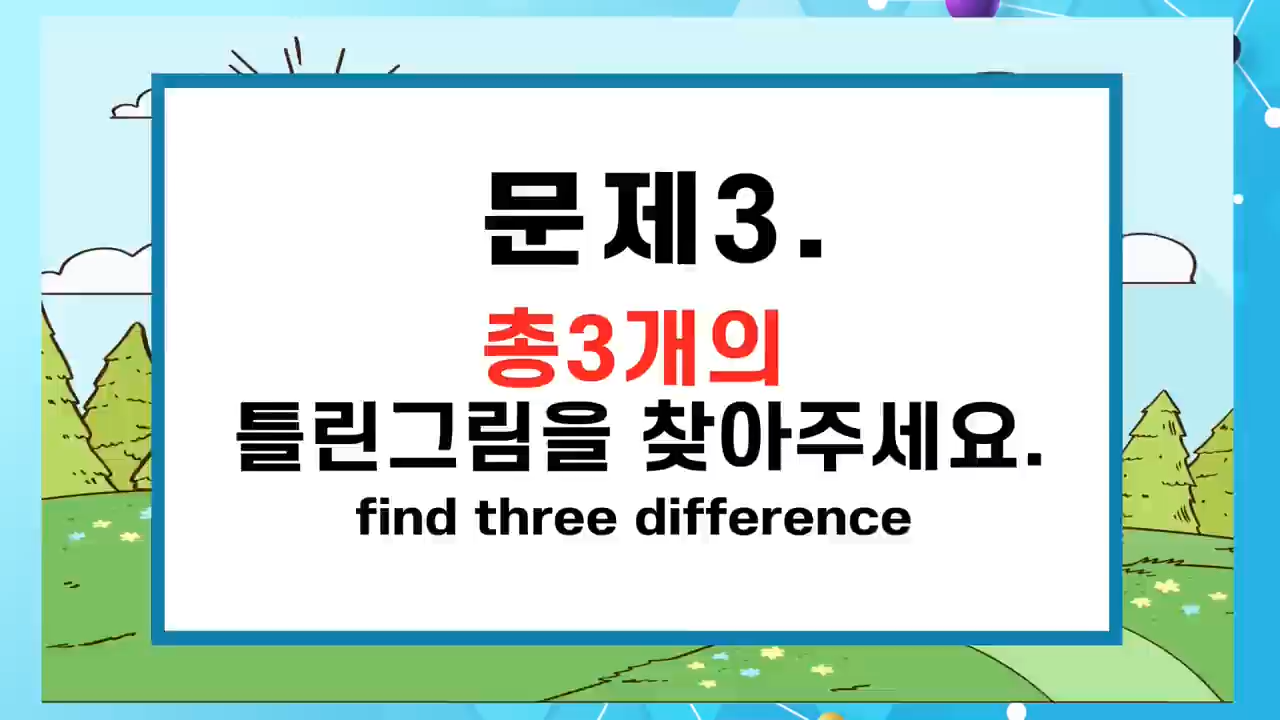 문제3.
총3개의
틀린그림을 찾아주세요.
find three difference